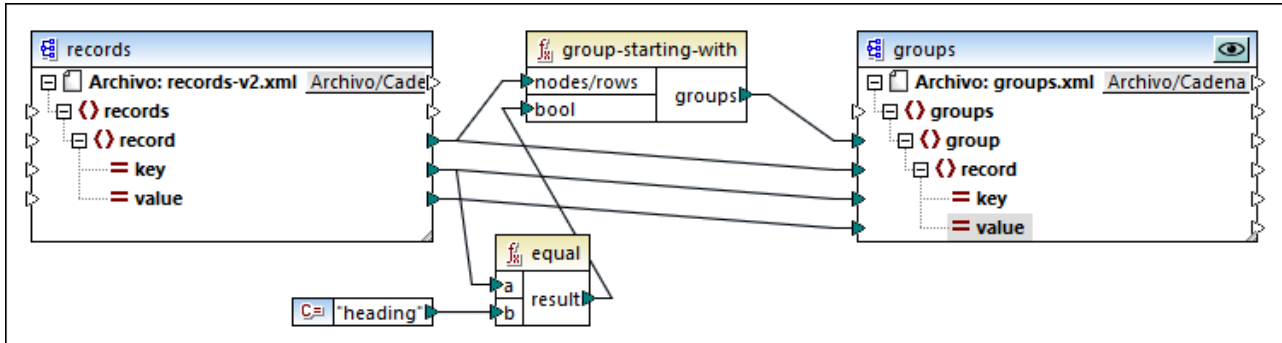 records
Archivo: records-v2.xml Archivo/Cade
records
record
key
value
group-starting-with
nodes/rows
bool
groups
groups
Archivo: groups.xml Archivo/Cadena
groups
group
record
key
value
equal
a
b
result
C= "heading"